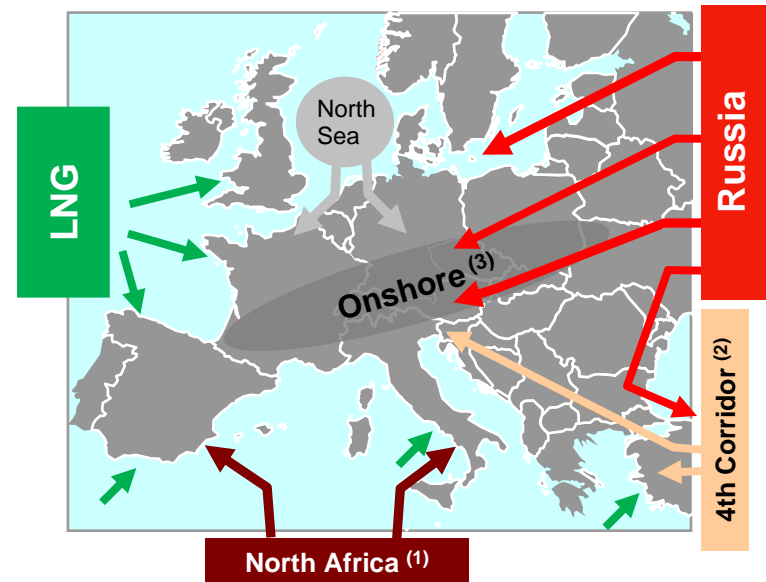 North
Sea
LNG
Russia
Onshore (3)
4th Corridor (2)
North Africa (1)